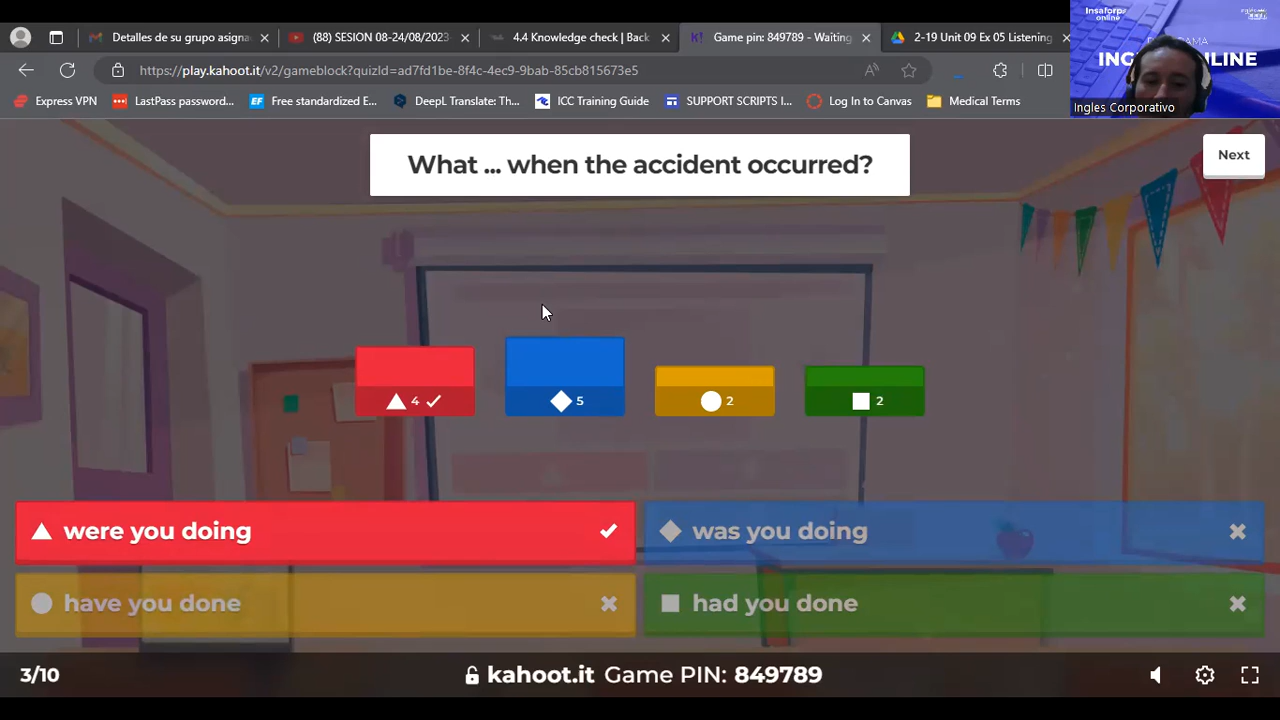 Detalles de su grupo asigna
(88) SESION 08-24/08/2023-
4.4 Knowledge check | Back
K! Game pin: 849789 - Waiting
2-19 Unit 09 Ex 05 Listening
Insaforp
online
https://play.kahoot.it/v2/gameblock?quizId=ad7fd1be-8f4c-4ec9-9bab-85cb815673e5
Express VPN
LastPass password...
EF Free standardized E...
DeepL Translate: Th...
ICC Training Guide
SUPPORT SCRIPTS I...
Log In to Canvas
Medical Terms
Ingles Corporativo
What ... when the accident occurred?
Next
4
5
2
2
were you doing
was you doing
have you done
had you done
3/10
kahoot.it Game PIN: 849789